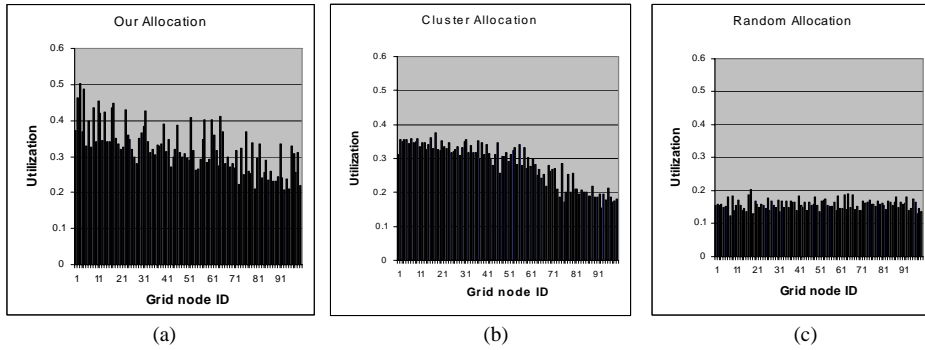 Our Allocation
0.6
0.5
0.4
0.3
0.2
0.1
0
Utilization
1 11 21 31 41 51 61 71 81 91
Grid node ID
(a)
Cluster Allocation
0.6
0.5
0.4
0.3
0.2
0.1
0
Utilization
1 11 21 31 41 51 61 71 81 91
Grid node ID
(b)
Random Allocation
0.6
0.5
0.4
0.3
0.2
0.1
0
Utilization
1 11 21 31 41 51 61 71 81 91
Grid node ID
(c)